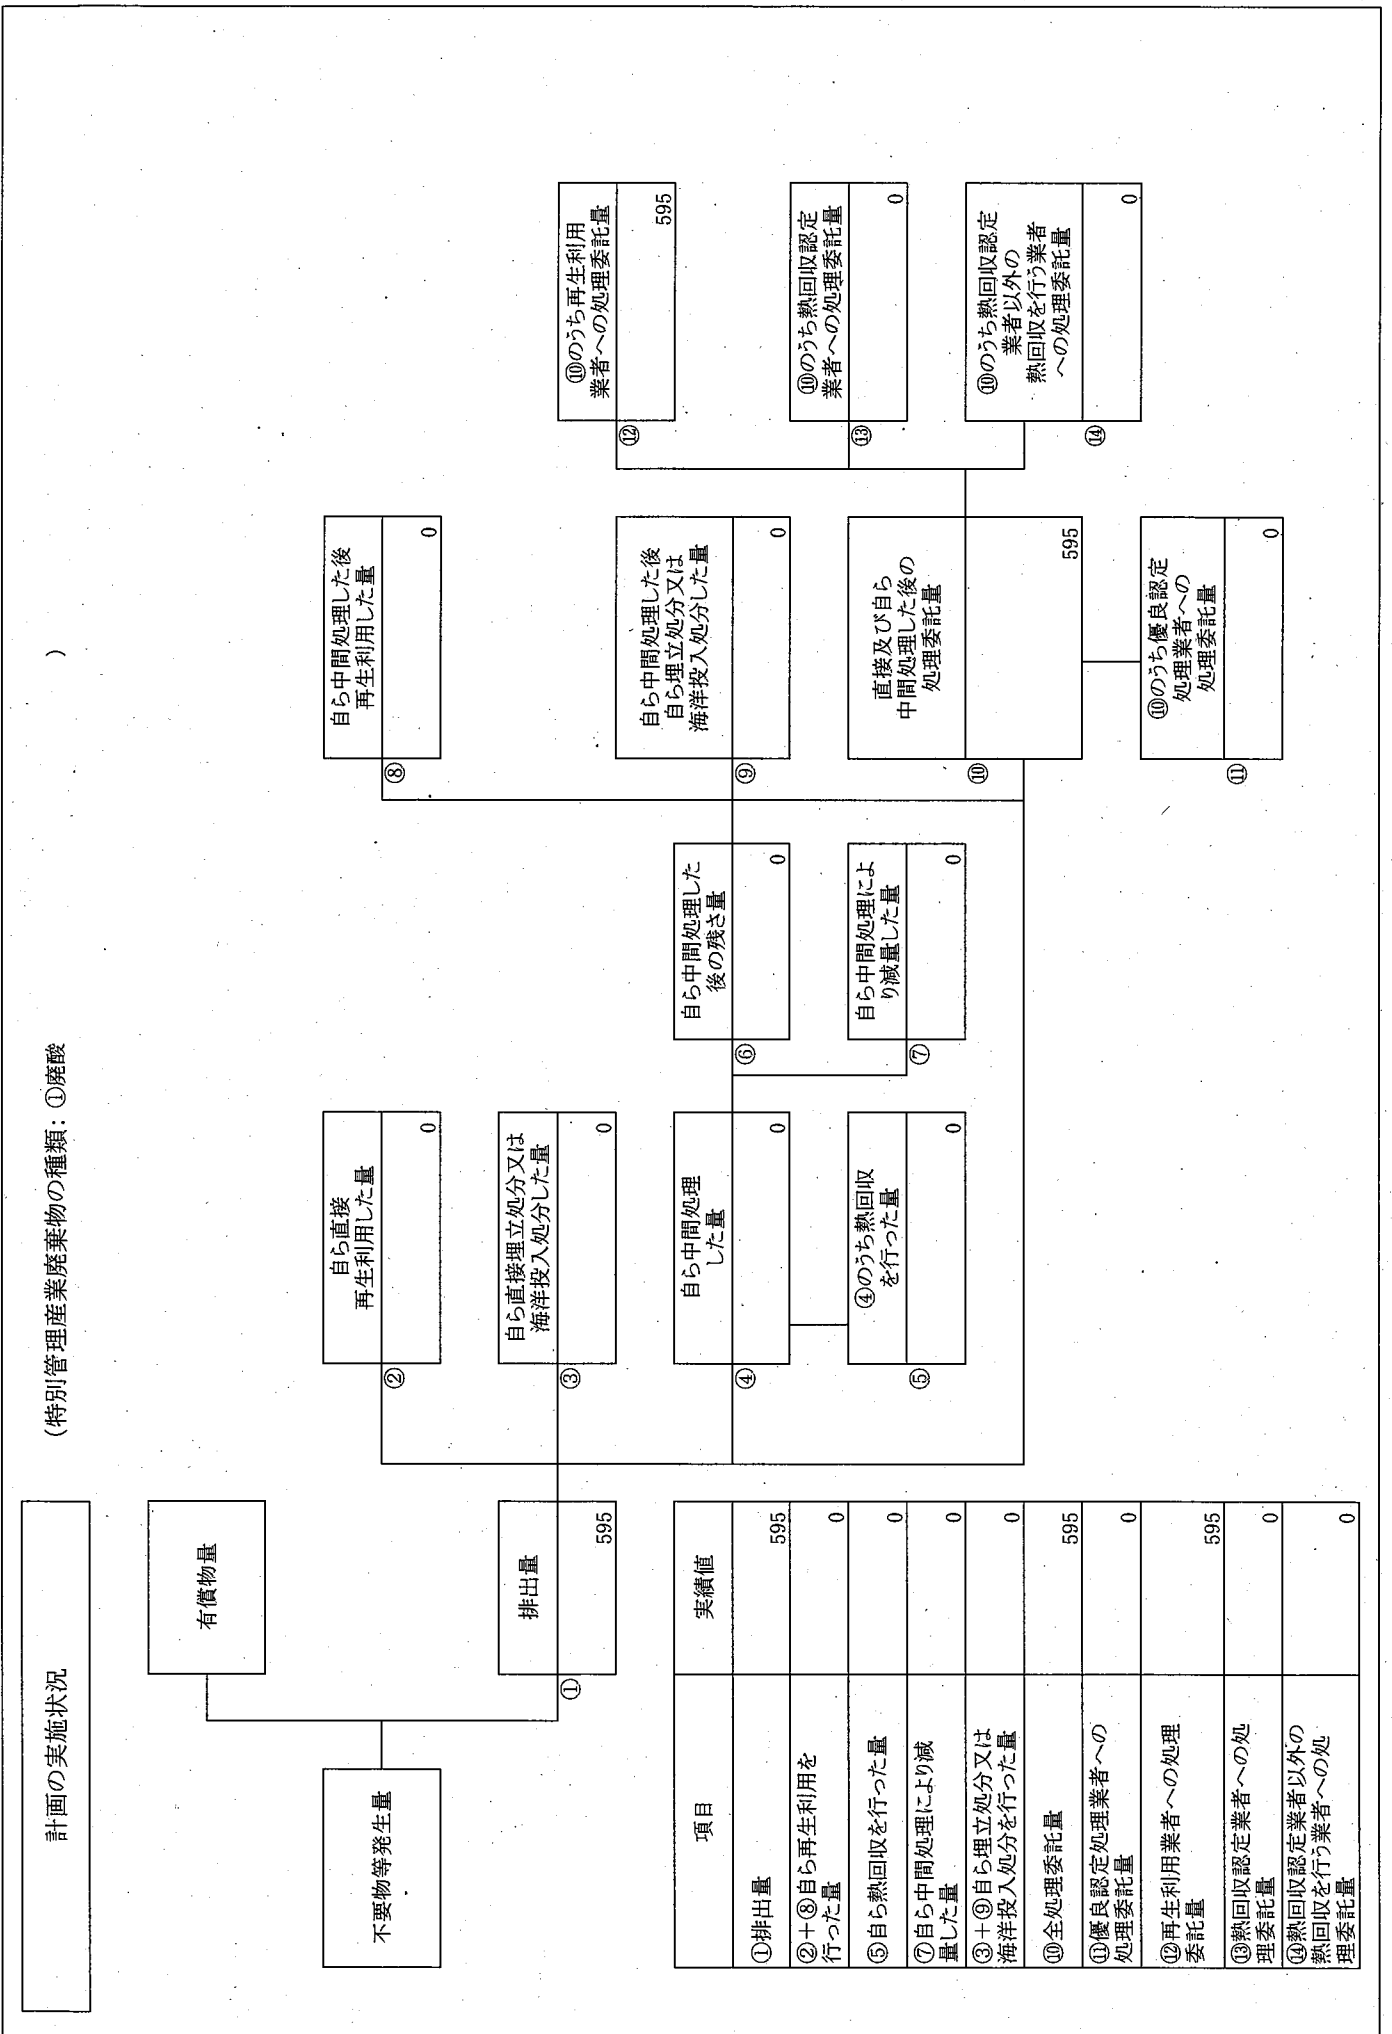 計画の実施状況
(特別管理産業廃棄物の種類: ①廃酸
)
有償物量
不要物等発生量
排出量
①
595
自ら直接
再生利用した量
②
0
自ら直接埋立処分又は
海洋投入処分した量
③
0
自ら中間処理
した量
④
0
④のうち熱回収
を行った量
⑤
0
自ら中間処理した
後の残さ量
⑥
0
自ら中間処理によ
り減量した量
⑦
0
自ら中間処理した後
再生利用した量
⑧
0
自ら中間処理した後
自ら埋立処分又は
海洋投入処分した量
⑨
0
直接及び自ら
中間処理した後の
処理委託量
⑩
595
⑩のうち優良認定
処理業者への
処理委託量
⑪
0
⑩のうち再生利用
業者への処理委託量
⑫
595
⑩のうち熱回収認定
業者への処理委託量
⑬
0
⑩のうち熱回収認定
業者以外の
熱回収を行う業者
への処理委託量
⑭
0
項目 実績値
①排出量 595
②+⑧自ら再生利用を
行った量 0
⑤自ら熱回収を行った量 0
⑦自ら中間処理により減
量した量 0
③+⑨自ら埋立処分又は
海洋投入処分を行った量 0
⑩全処理委託量 595
⑪優良認定処理業者への
処理委託量 0
⑫再生利用業者への処理
委託量 595
⑬熱回収認定業者への処
理委託量 0
⑭熱回収認定業者以外の
熱回収を行う業者への処
理委託量 0